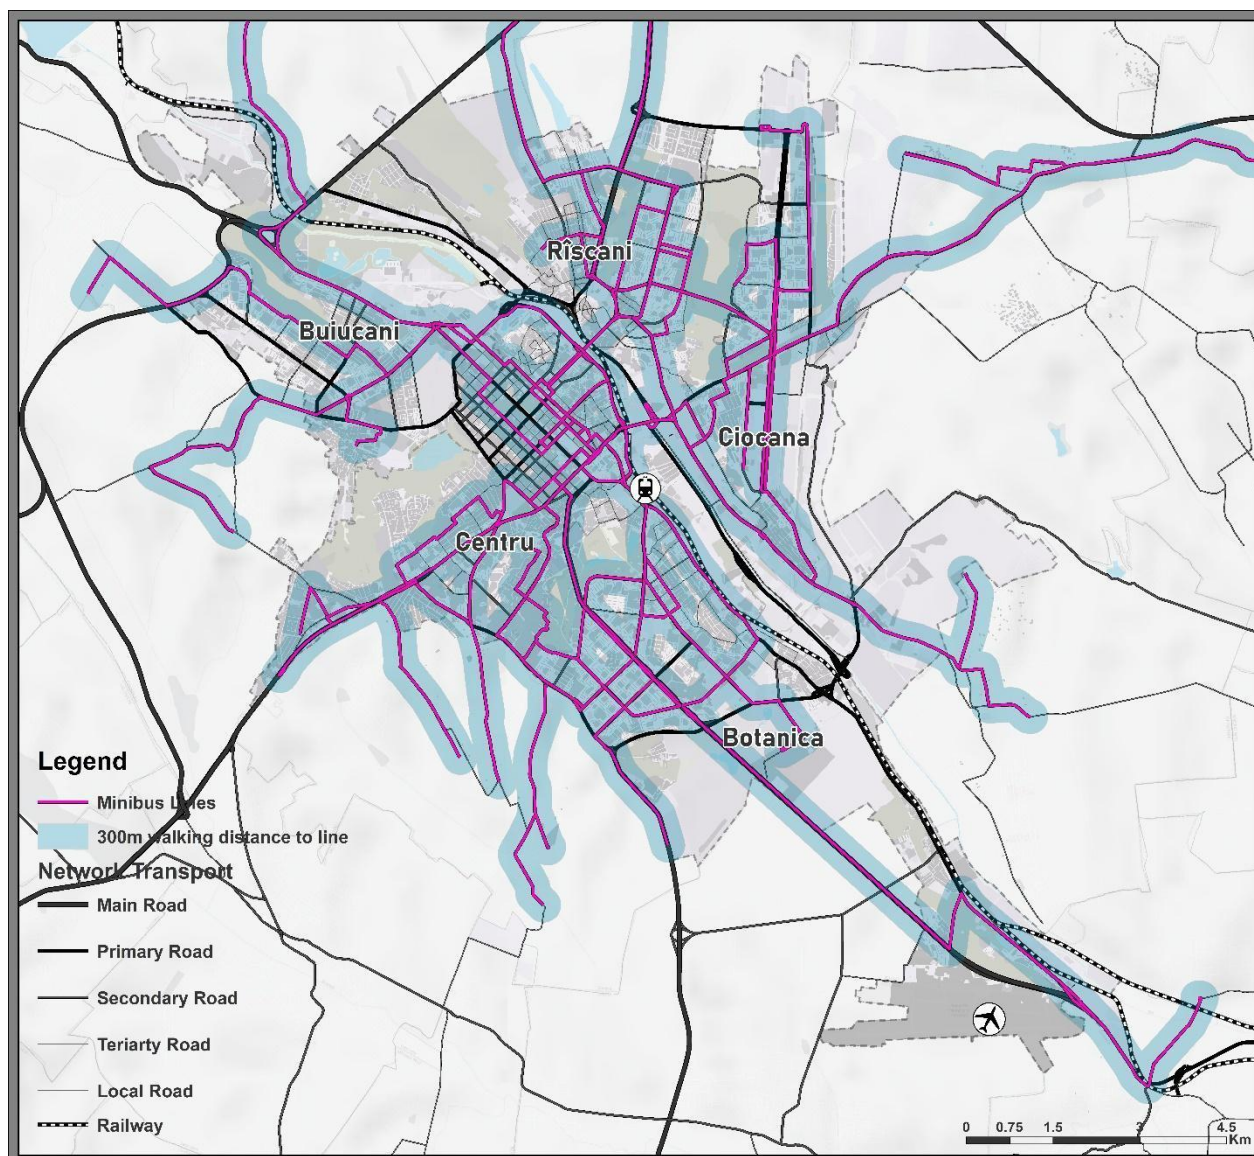 Rîscani
Buiucani
Ciocana
Centru
Botanica
Legend
Minibus Lines
300m walking distance to line
Network Transport
Main Road
Primary Road
Secondary Road
Teriarty Road
Local Road
Railway
0 0.75 1.5 3 4.5
Km